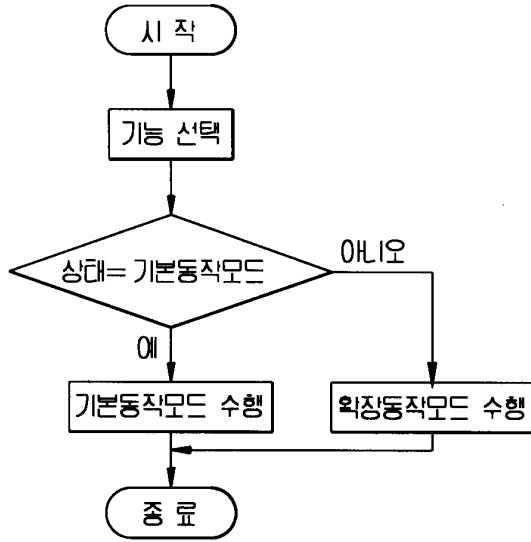 시 작
기능 선택
상태= 기본동작모드
아니오
예
기본동작모드 수행
확장동작모드 수행
종 료